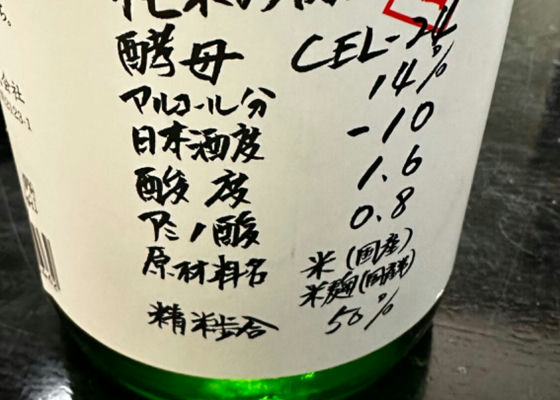 酵母 CEL-24
アルコール分 14%
日本酒度 -10
酸度 1.6
アミノ酸 0.8
原材料名 米(国産)
米麹(国産米)
精米歩合 50%